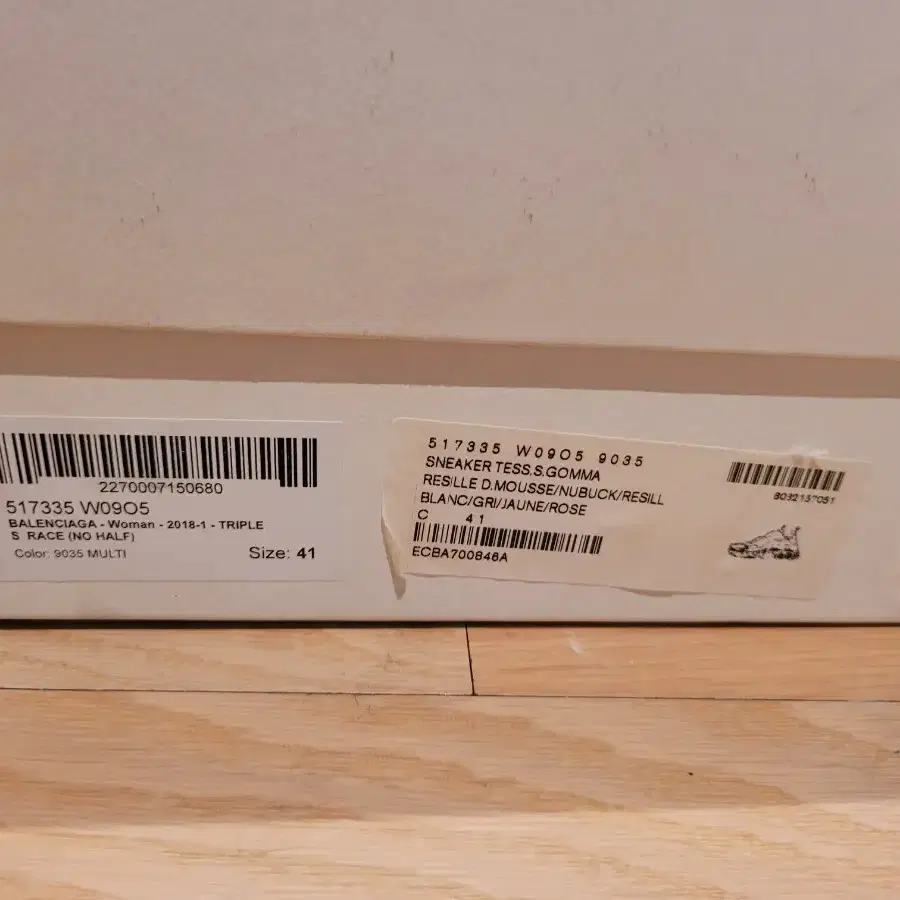 2270007150680
517335 W09O5
BALENCIAGA - Woman - 2018-1 - TRIPLE
S RACE (NO HALF)
Color: 9035 MULTI Size: 41
517335 W09O5 9035
SNEAKER TESS.S.GOMMA
RESILLE D.MOUSSE/NUBUCK/RESILL
BLANC/GRI/JAUNE/ROSE
C 41
ECBA700846A
8032157051